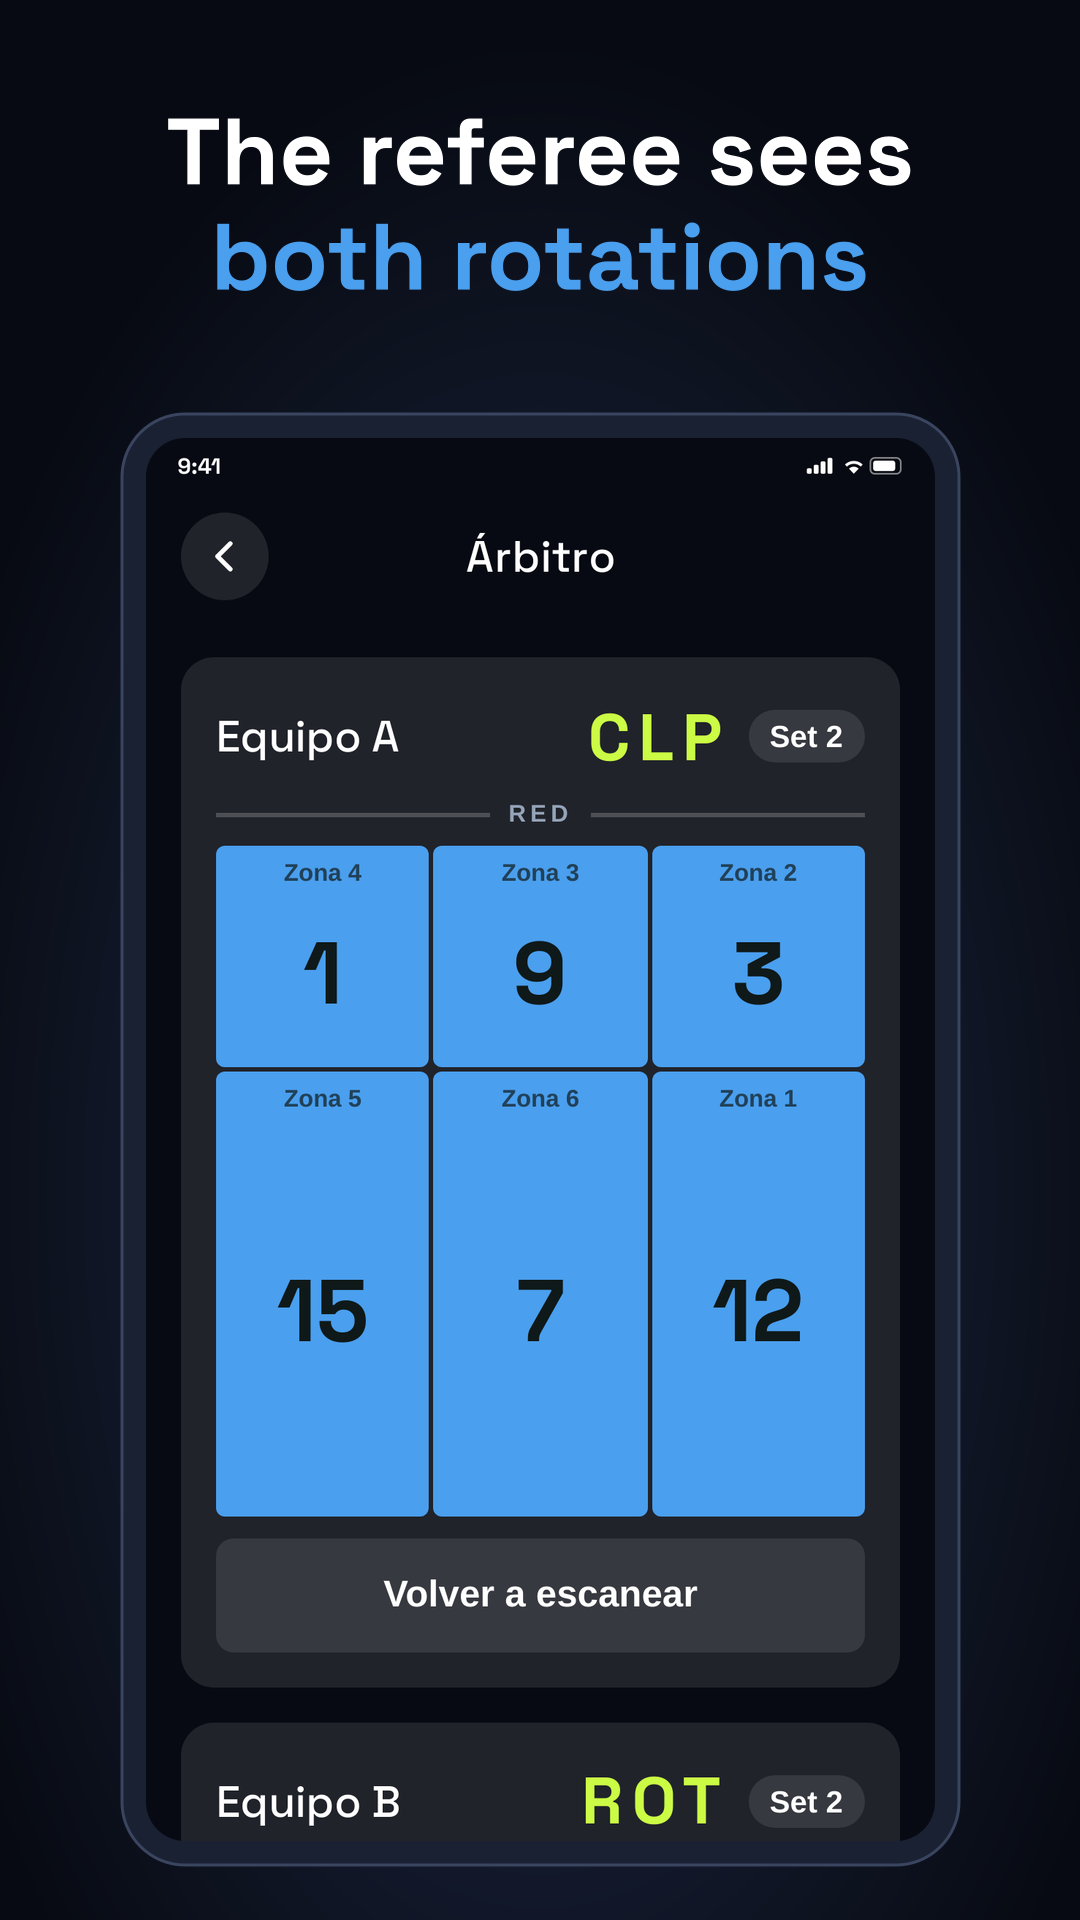 The referee sees
both rotations
9:41
Árbitro
Equipo A CLP Set 2
RED
Zona 4 Zona 3 Zona 2
1 9 3
Zona 5 Zona 6 Zona 1
15 7 12
Volver a escanear
Equipo B ROT Set 2